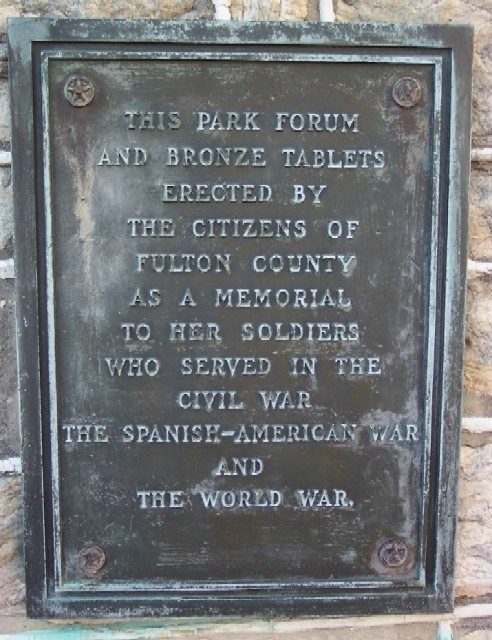 THIS PARK FORUM
AND BRONZE TABLETS
ERECTED BY
THE CITIZENS OF
FULTON COUNTY
AS A MEMORIAL
TO HER SOLDIERS
WHO SERVED IN THE
CIVIL WAR
THE SPANISH-AMERICAN WAR
AND
THE WORLD WAR.